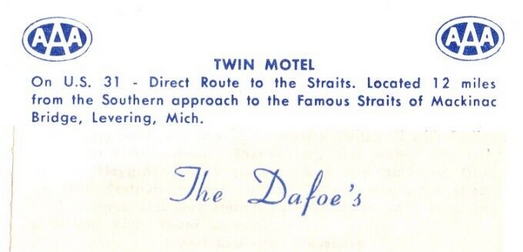 AAA AAA
TWIN MOTEL
On U.S. 31 - Direct Route to the Straits. Located 12 miles
from the Southern approach to the Famous Straits of Mackinac
Bridge, Levering, Mich.
The Dafoe's